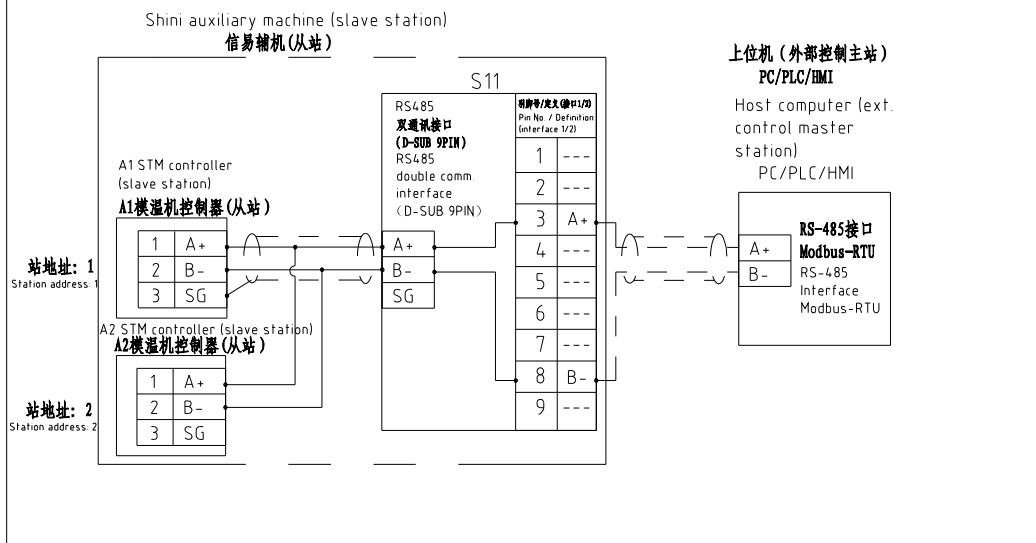 Shini auxiliary machine (slave station)
信易辅机(从站)
S11
RS485
双通讯接口
(D-SUB 9PIN)
RS485
double comm.
interface
(D-SUB 9PIN)
引脚号/定义(接口1/2)
Pin No. / Definition
(interface 1/2)
1 ---
2 ---
3 A+
4 ---
5 ---
6 ---
7 ---
8 B-
9 ---
A+
B-
SG
A1 STM controller
(slave station)
A1模温机控制器(从站)
1 A+
2 B-
3 SG
站地址: 1
Station address: 1
A2 STM controller (slave station)
A2模温机控制器(从站)
1 A+
2 B-
3 SG
站地址: 2
Station address: 2
上位机(外部控制主站)
PC/PLC/HMI
Host computer (ext.
control master
station)
PC/PLC/HMI
A+
B-
RS-485接口
Modbus-RTU
RS-485
Interface
Modbus-RTU